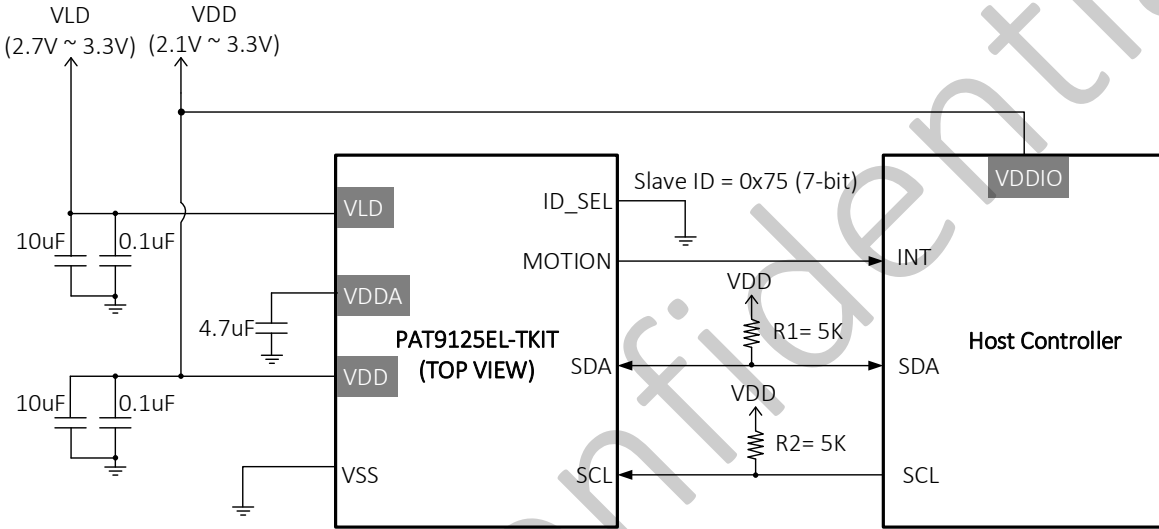 VLD
(2.7V ~ 3.3V)
VDD
(2.1V ~ 3.3V)
VLD
10uF
0.1uF
VDDA
4.7uF
VDD
10uF
0.1uF
VSS
PAT9125EL-TKIT
(TOP VIEW)
ID_SEL
Slave ID = 0x75 (7-bit)
MOTION
SDA
SCL
VDD
R1= 5K
VDD
R2= 5K
VDDIO
INT
Host Controller
SDA
SCL
onfidential